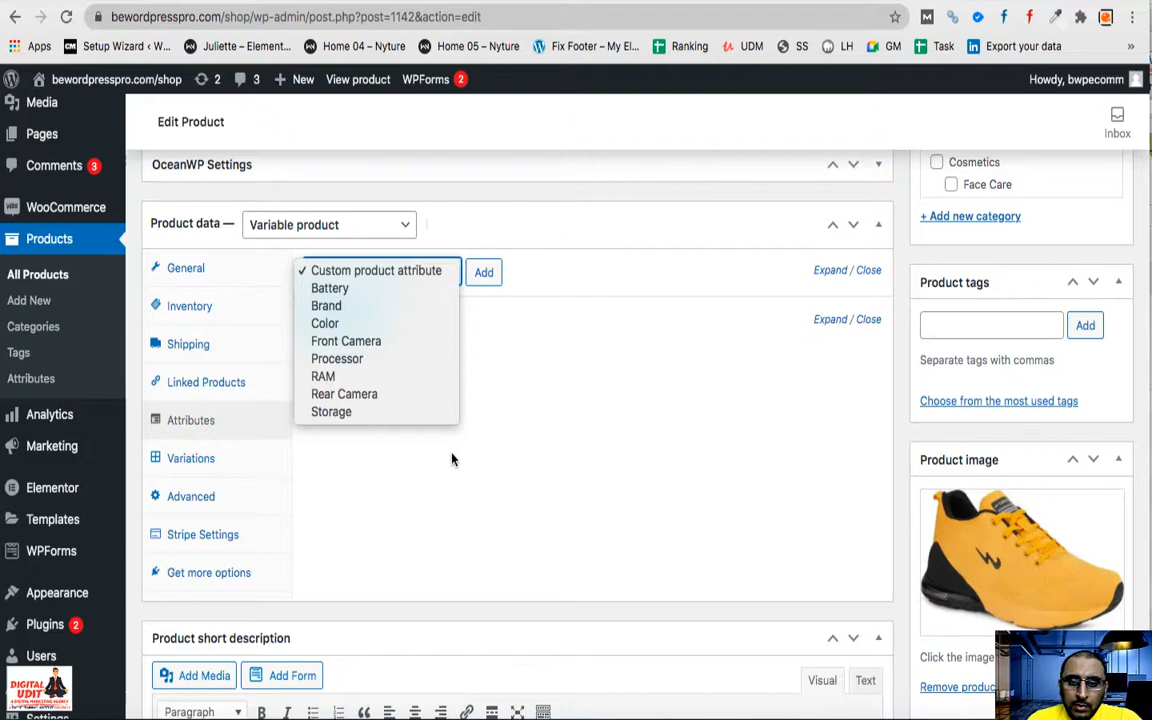 bewordpresspro.com/shop/wp-admin/post.php?post=1142&action=edit
Apps
Setup Wizard ‹ W...
Juliette – Element...
Home 04 – Nyture
Home 05 - Nyture
Fix Footer – My El...
Ranking
UDM
SS
LH
GM
Task
Export your data
»
bewordpresspro.com/shop
2
3
+ New
View product
WPForms 2
Howdy, bwpecomm
Media
Pages
Comments 3
WooCommerce
Products
All Products
Add New
Categories
Tags
Attributes
Analytics
Marketing
Elementor
Templates
WPForms
Appearance
Plugins 2
Users
Settings
DIGITAL
UDIT
Edit Product
Inbox
OceanWP Settings
Product data —
Variable product
General
Inventory
Shipping
Linked Products
Attributes
Variations
Advanced
Stripe Settings
Get more options
✓ Custom product attribute
Battery
Brand
Color
Front Camera
Processor
RAM
Rear Camera
Storage
Add
Expand / Close
Expand / Close
Product short description
Add Media
Add Form
Visual
Text
Paragraph
B I
Cosmetics
Face Care
+ Add new category
Product tags
Add
Separate tags with commas
Choose from the most used tags
Product image
Click the image
Remove produc